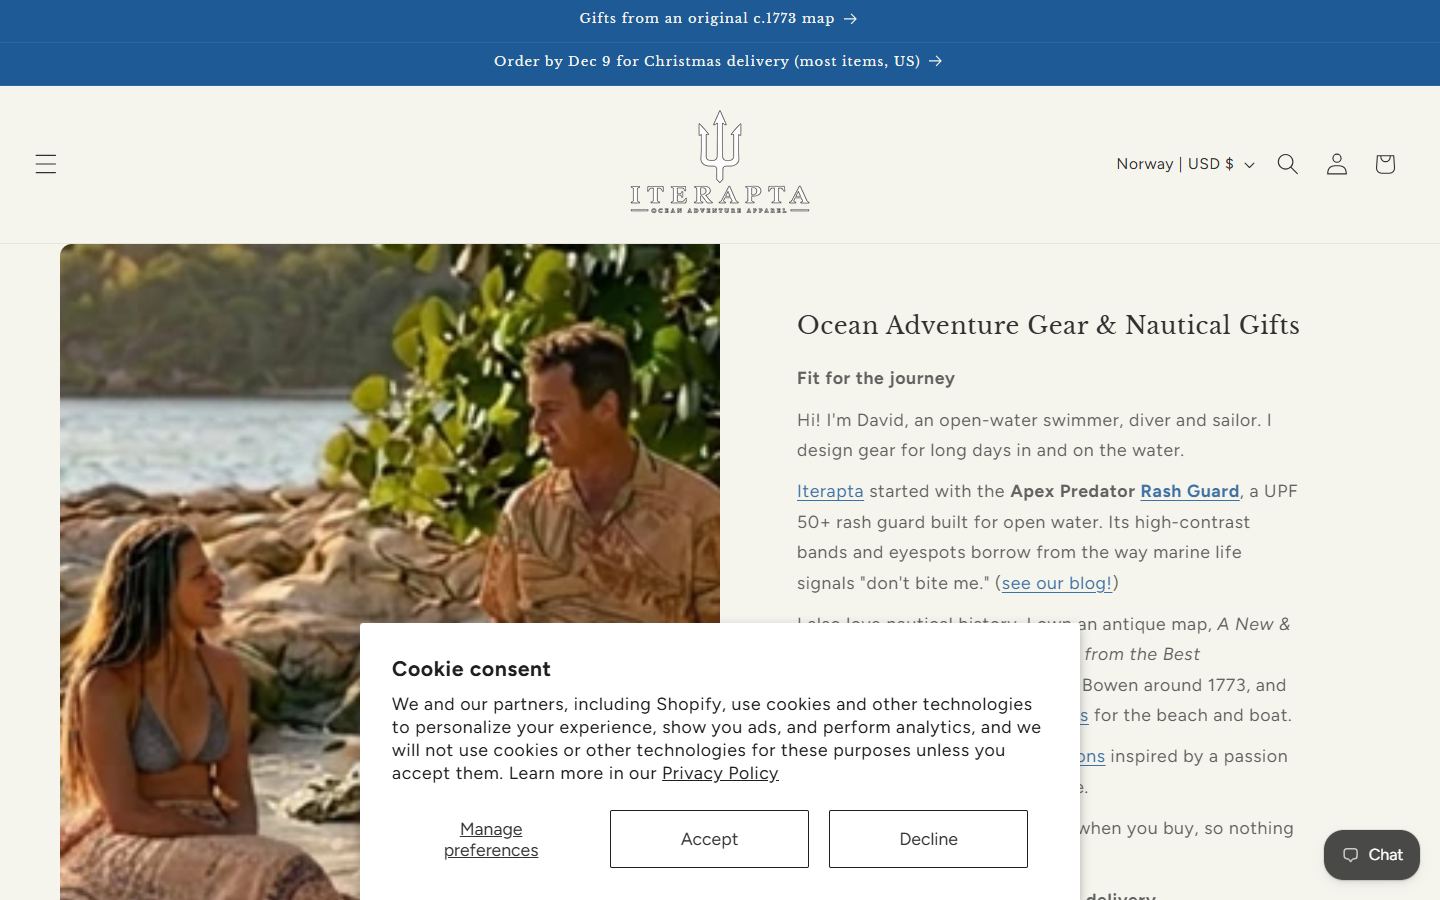 Gifts from an original c.1773 map
Order by Dec 9 for Christmas delivery (most items, US)
ITERAPTA
OCEAN ADVENTURE APPAREL
Norway | USD $
Ocean Adventure Gear & Nautical Gifts
Fit for the journey
Hi! I'm David, an open-water swimmer, diver and sailor. I
design gear for long days in and on the water.
Iterapta started with the Apex Predator Rash Guard, a UPF
50+ rash guard built for open water. Its high-contrast
bands and eyespots borrow from the way marine life
signals "don't bite me." (see our blog!)
I also love nautical history. I own an antique map, A New &
from the Best
Bowen around 1773, and
s for the beach and boat.
ons inspired by a passion
e.
when you buy, so nothing
delivery
Cookie consent
We and our partners, including Shopify, use cookies and other technologies
to personalize your experience, show you ads, and perform analytics, and we
will not use cookies or other technologies for these purposes unless you
accept them. Learn more in our Privacy Policy
Manage
preferences
Accept
Decline
Chat